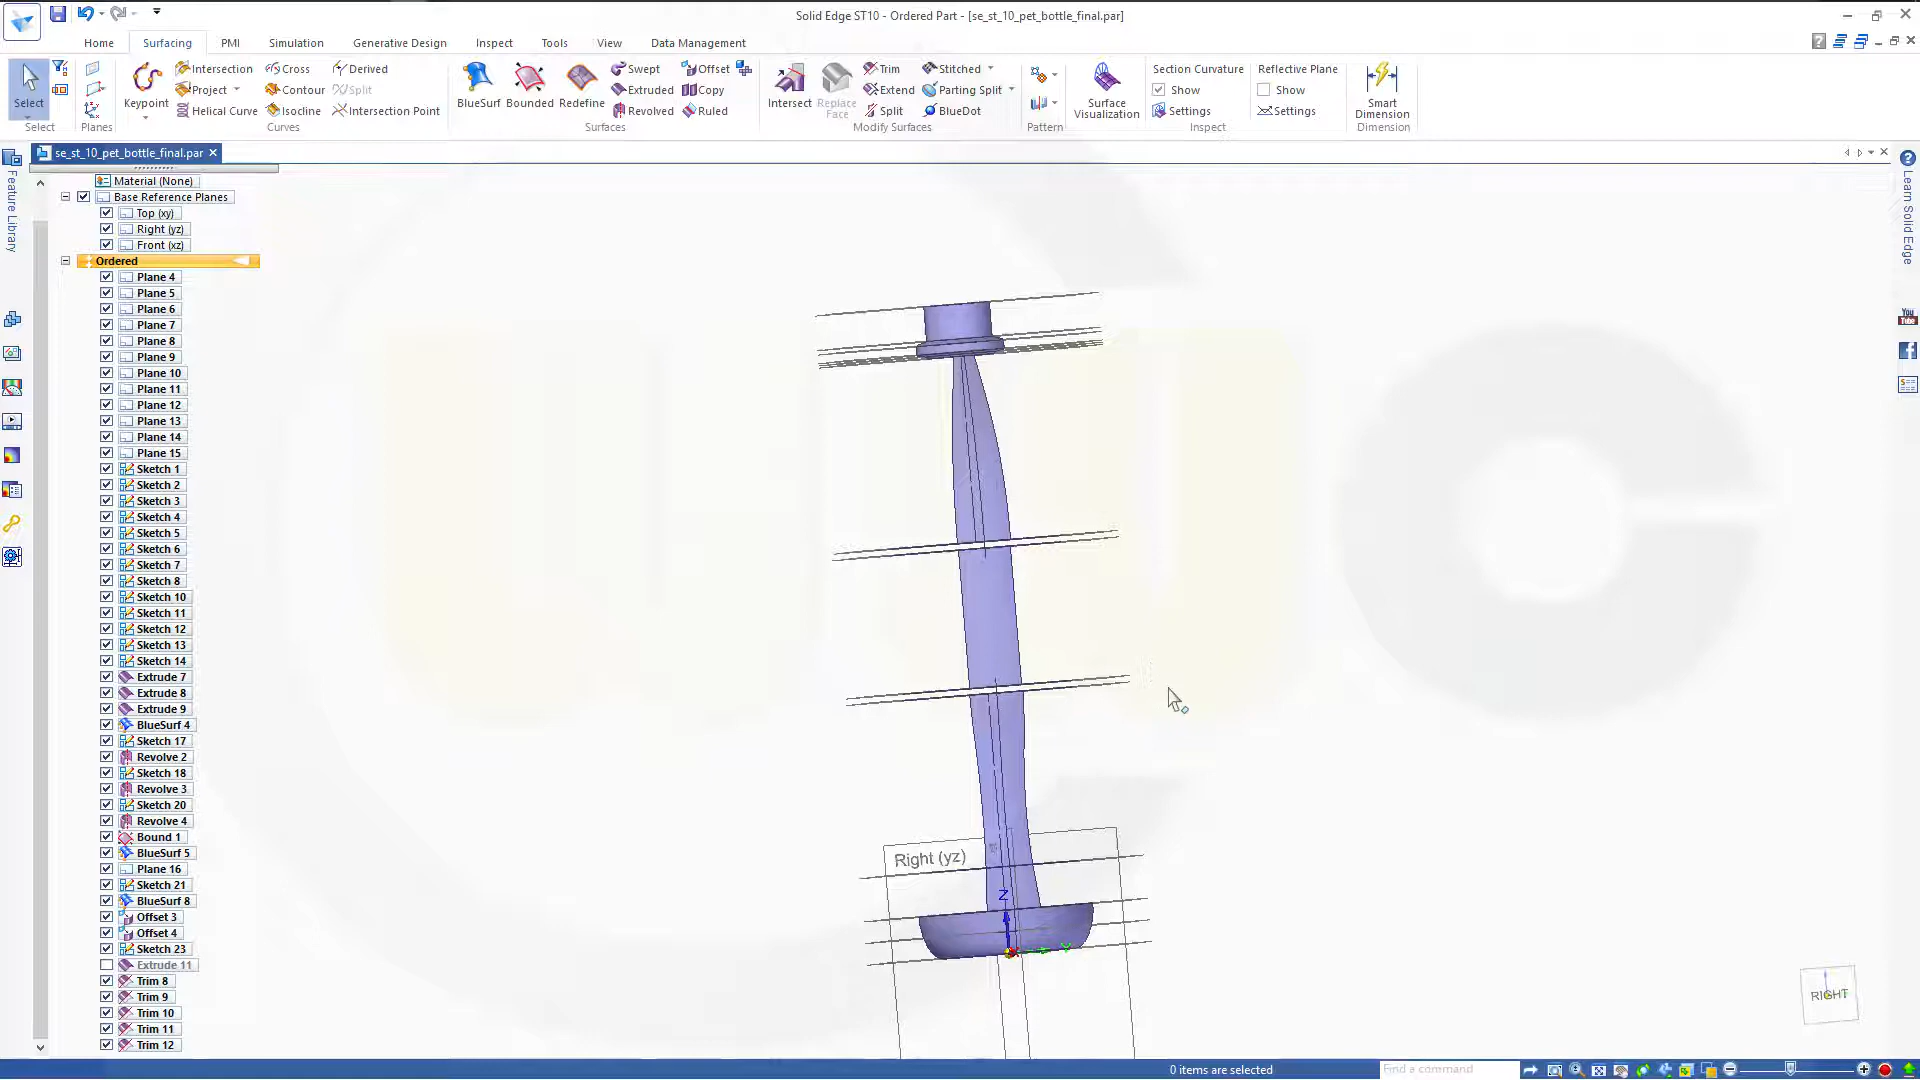 Solid Edge ST10 - Ordered Part - [se_st_10_pet_bottle_final.par]
Home Surfacing PMI Simulation Generative Design Inspect Tools View Data Management
Intersection Cross Derived Swept Offset Trim Stitched Section Curvature Reflective Plane
Project Contour Split Extruded Copy Extend Parting Split Show Show
Helical Curve Isocline Intersection Point Revolved Ruled Split BlueDot Settings Settings
Select Keypoint BlueSurf Bounded Redefine Intersect Replace Face Surface Visualization Smart Dimension
Select Planes Curves Surfaces Modify Surfaces Pattern Inspect Dimension
se_st_10_pet_bottle_final.par
Feature Library
Learn Solid Edge
Material (None)
Base Reference Planes
Top (xy)
Right (yz)
Front (xz)
Ordered
Plane 4
Plane 5
Plane 6
Plane 7
Plane 8
Plane 9
Plane 10
Plane 11
Plane 12
Plane 13
Plane 14
Plane 15
Sketch 1
Sketch 2
Sketch 3
Sketch 4
Sketch 5
Sketch 6
Sketch 7
Sketch 8
Sketch 10
Sketch 11
Sketch 12
Sketch 13
Sketch 14
Extrude 7
Extrude 8
Extrude 9
BlueSurf 4
Sketch 17
Revolve 2
Sketch 18
Revolve 3
Sketch 20
Revolve 4
Bound 1
BlueSurf 5
Plane 16
Sketch 21
BlueSurf 8
Offset 3
Offset 4
Sketch 23
Extrude 11
Trim 8
Trim 9
Trim 10
Trim 11
Trim 12
Right (yz)
Z
Y
RIGHT
You
Tube
0 items are selected
Find a command